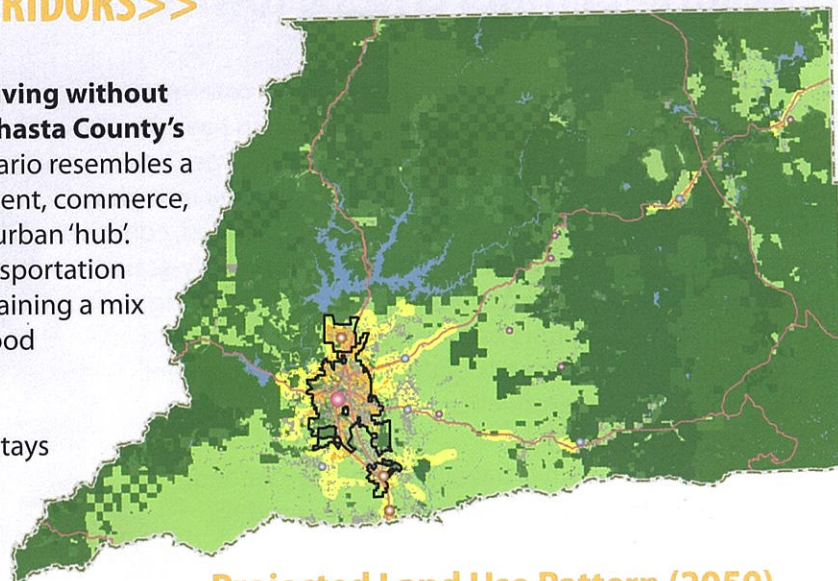 RIDORS>>
ving without
hasta County's
ario resembles a
ent, commerce,
urban 'hub'.
sportation
aining a mix
ood
tays
Projected Land Use Pattern (2050)